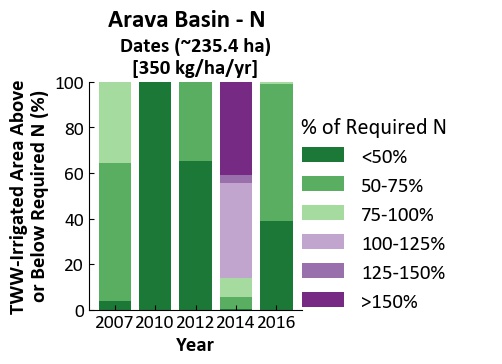 Arava Basin - N
Dates (~235.4 ha)
[350 kg/ha/yr]
TWW-Irrigated Area Above
or Below Required N (%)
100
80
60
40
20
0
2007 2010 2012 2014 2016
Year
% of Required N
<50%
50-75%
75-100%
100-125%
125-150%
>150%